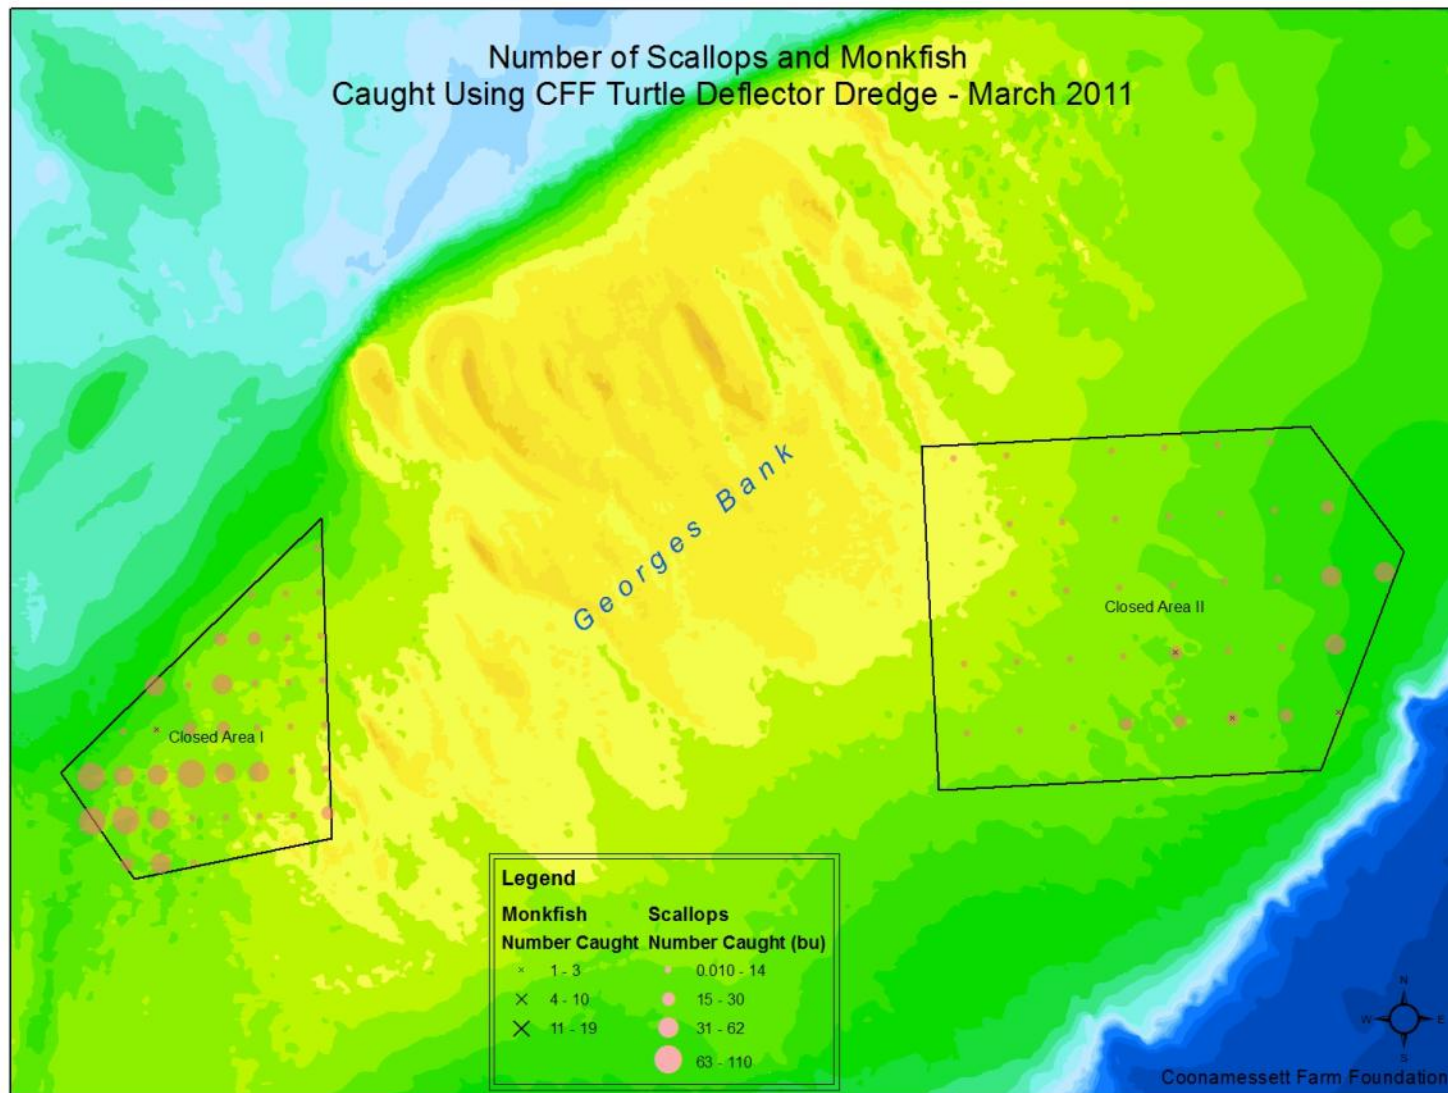 Number of Scallops and Monkfish
Caught Using CFF Turtle Deflector Dredge - March 2011
Georges Bank
Closed Area II
Closed Area I
Legend
Monkfish Scallops
Number Caught Number Caught (bu)
× 1 - 3 0.010 - 14
× 4 - 10 15 - 30
× 11 - 19 31 - 62
63 - 110
N
W E
S
Coonamessett Farm Foundation